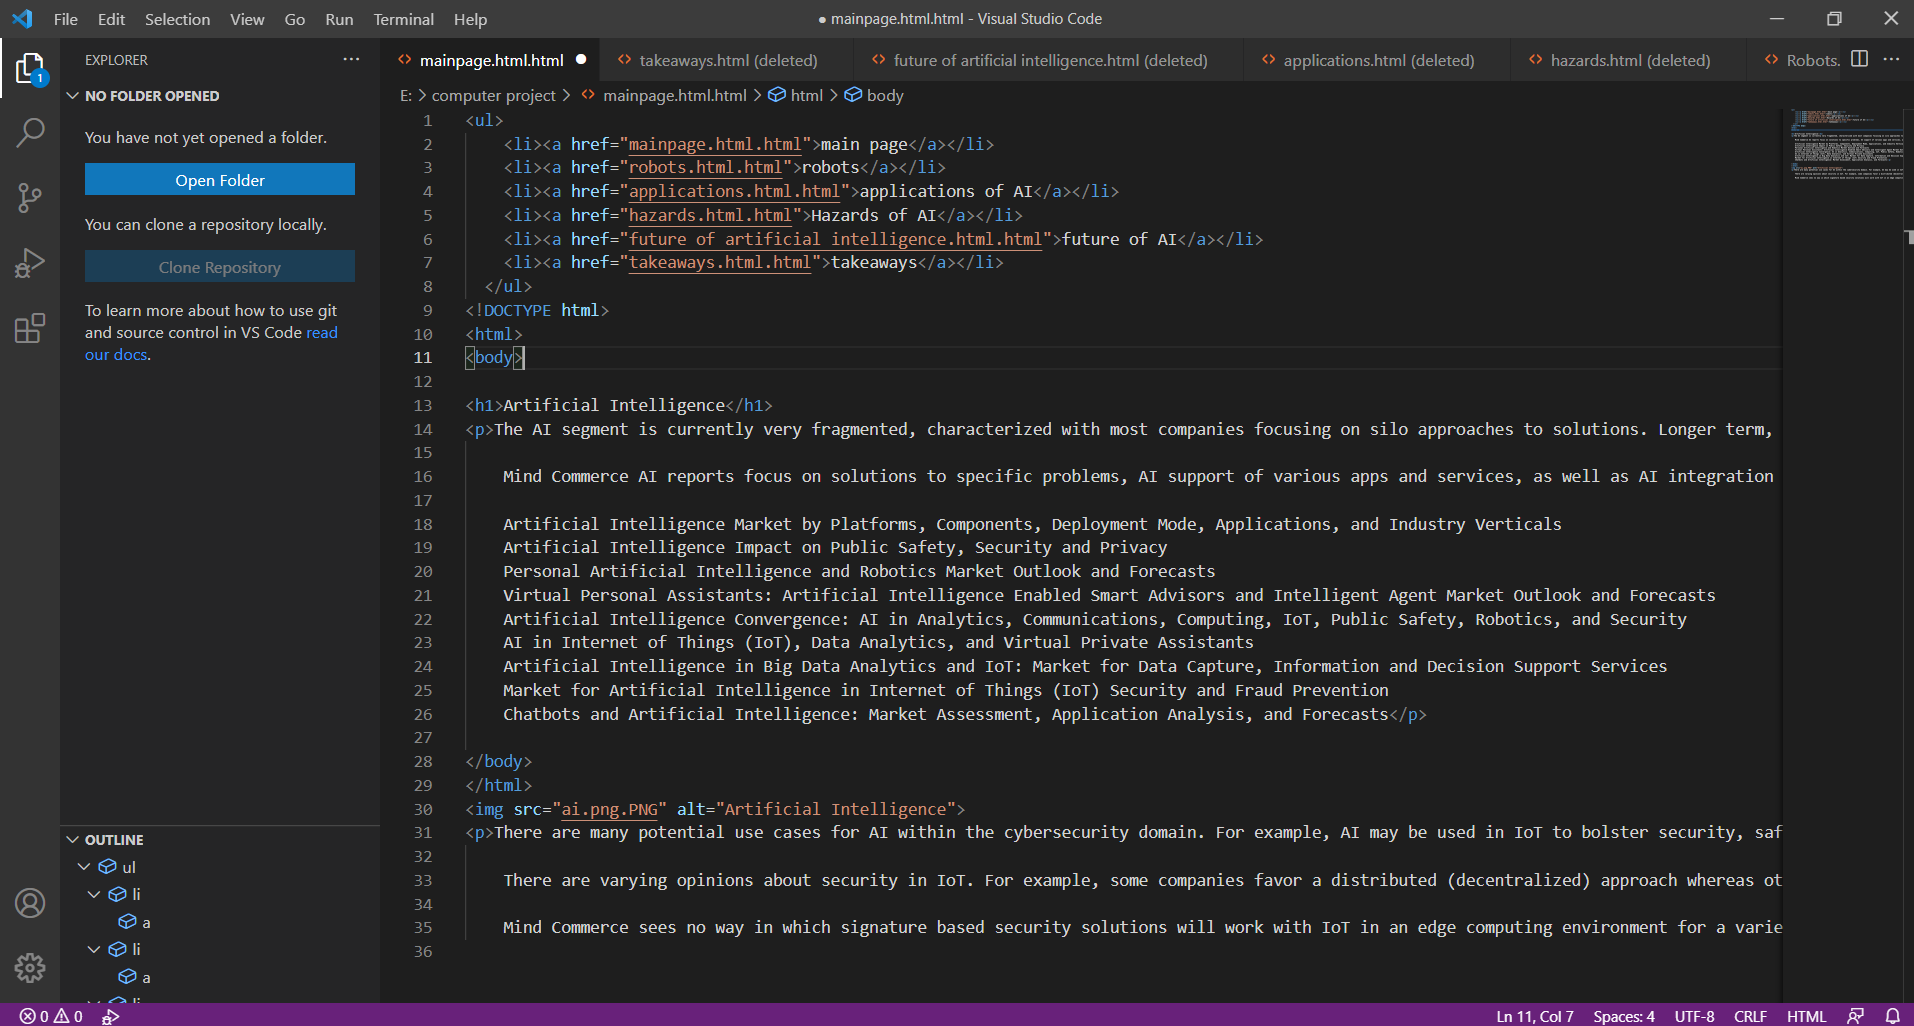 File Edit Selection View Go Run Terminal Help
● mainpage.html.html - Visual Studio Code
EXPLORER
1
NO FOLDER OPENED
You have not yet opened a folder.
Open Folder
You can clone a repository locally.
Clone Repository
To learn more about how to use git
and source control in VS Code read
our docs.
OUTLINE
ul
li
a
li
a
li
mainpage.html.html takeaways.html (deleted) future of artificial intelligence.html (deleted) applications.html (deleted) hazards.html (deleted) Robots.
E: > computer project > mainpage.html.html > html > body
1 <ul>
2 <li><a href="mainpage.html.html">main page</a></li>
3 <li><a href="robots.html.html">robots</a></li>
4 <li><a href="applications.html.html">applications of AI</a></li>
5 <li><a href="hazards.html.html">Hazards of AI</a></li>
6 <li><a href="future of artificial intelligence.html.html">future of AI</a></li>
7 <li><a href="takeaways.html.html">takeaways</a></li>
8 </ul>
9 <!DOCTYPE html>
10 <html>
11 <body>
12
13 <h1>Artificial Intelligence</h1>
14 <p>The AI segment is currently very fragmented, characterized with most companies focusing on silo approaches to solutions. Longer term,
15
16 Mind Commerce AI reports focus on solutions to specific problems, AI support of various apps and services, as well as AI integration
17
18 Artificial Intelligence Market by Platforms, Components, Deployment Mode, Applications, and Industry Verticals
19 Artificial Intelligence Impact on Public Safety, Security and Privacy
20 Personal Artificial Intelligence and Robotics Market Outlook and Forecasts
21 Virtual Personal Assistants: Artificial Intelligence Enabled Smart Advisors and Intelligent Agent Market Outlook and Forecasts
22 Artificial Intelligence Convergence: AI in Analytics, Communications, Computing, IoT, Public Safety, Robotics, and Security
23 AI in Internet of Things (IoT), Data Analytics, and Virtual Private Assistants
24 Artificial Intelligence in Big Data Analytics and IoT: Market for Data Capture, Information and Decision Support Services
25 Market for Artificial Intelligence in Internet of Things (IoT) Security and Fraud Prevention
26 Chatbots and Artificial Intelligence: Market Assessment, Application Analysis, and Forecasts</p>
27
28 </body>
29 </html>
30 <img src="ai.png.PNG" alt="Artificial Intelligence">
31 <p>There are many potential use cases for AI within the cybersecurity domain. For example, AI may be used in IoT to bolster security, saf
32
33 There are varying opinions about security in IoT. For example, some companies favor a distributed (decentralized) approach whereas ot
34
35 Mind Commerce sees no way in which signature based security solutions will work with IoT in an edge computing environment for a varie
36
0 0
Ln 11, Col 7 Spaces: 4 UTF-8 CRLF HTML